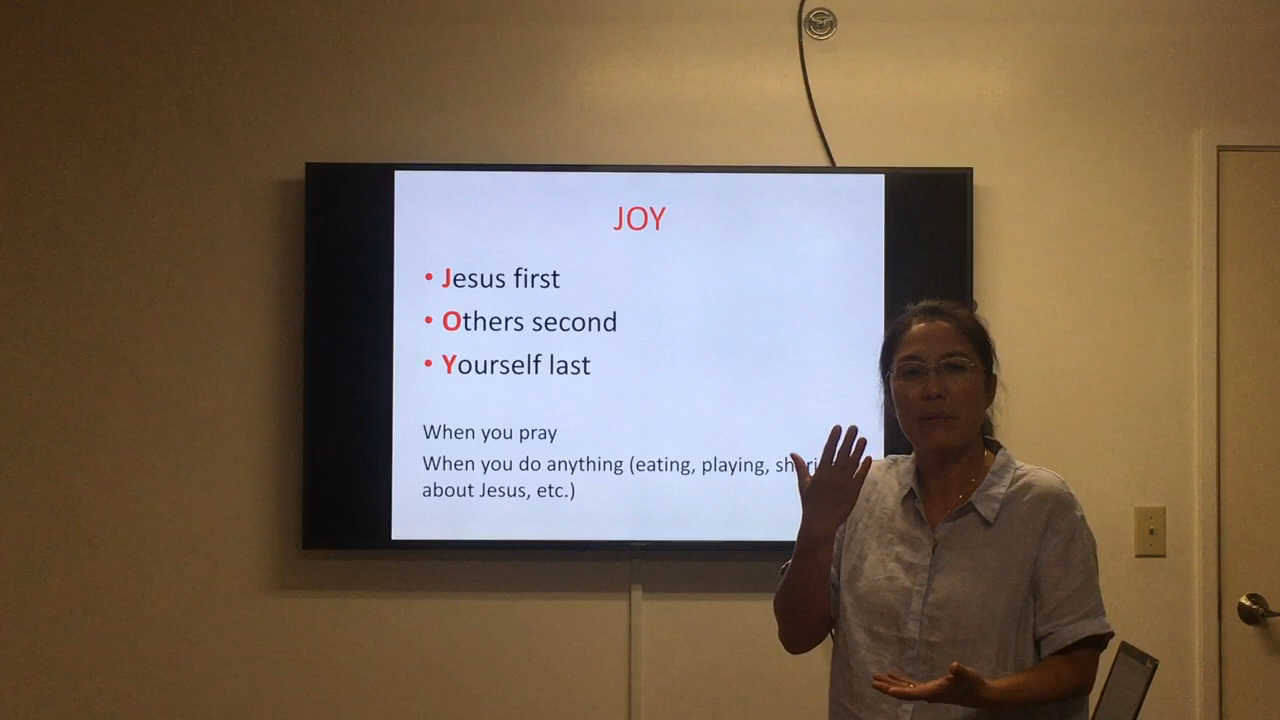 JOY
• Jesus first
• Others second
• Yourself last
When you pray
When you do anything (eating, playing,
about Jesus, etc.)